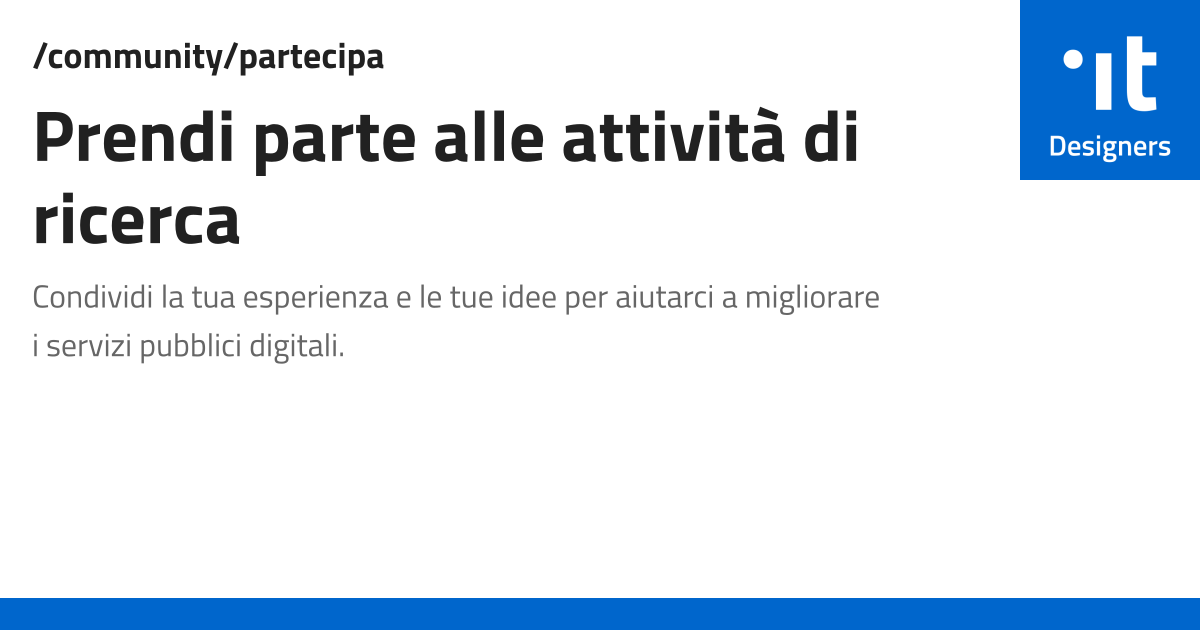 /community/partecipa
Prendi parte alle attività di
ricerca
Condividi la tua esperienza e le tue idee per aiutarci a migliorare
i servizi pubblici digitali.
it
Designers